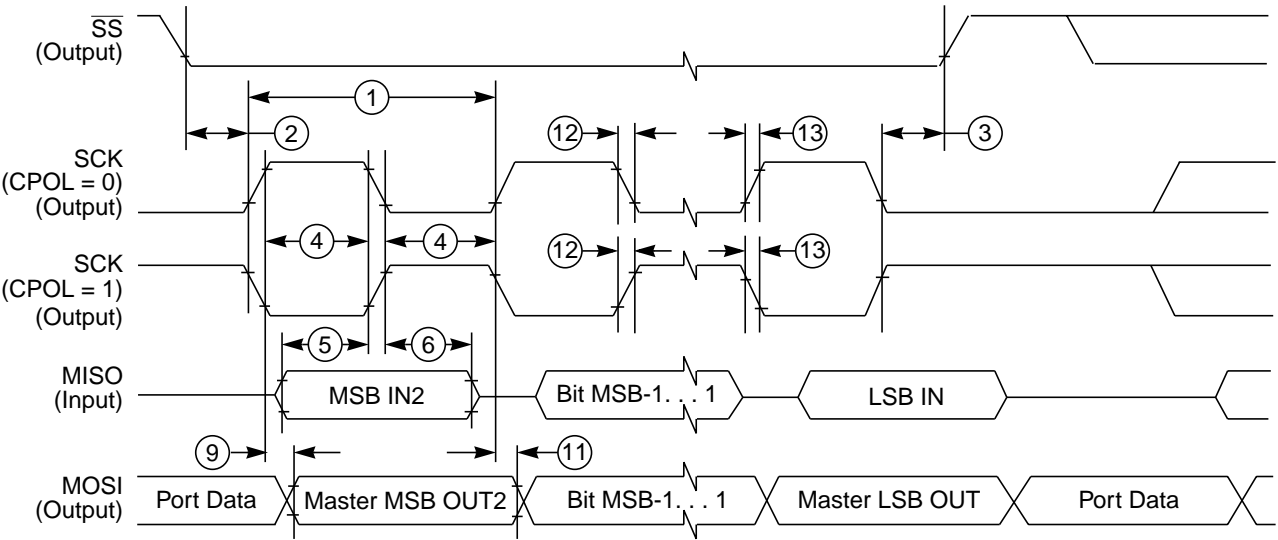 SS
(Output)
1
2
12
13
3
SCK
(CPOL = 0)
(Output)
4
4
12
13
SCK
(CPOL = 1)
(Output)
5
6
MISO
(Input)
MSB IN2
Bit MSB-1. . . 1
LSB IN
9
11
MOSI
(Output)
Port Data
Master MSB OUT2
Bit MSB-1. . . 1
Master LSB OUT
Port Data